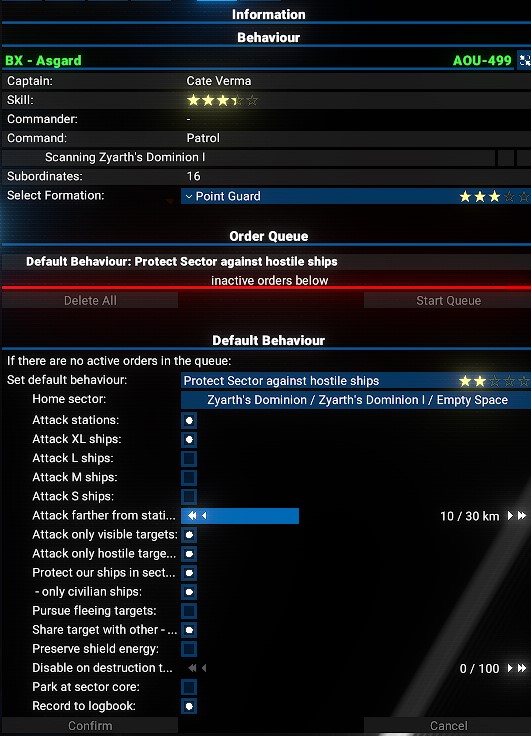 Information
Behaviour
BX - Asgard AOU-499
Captain: Cate Verma
Skill:
Commander: -
Command: Patrol
Scanning Zyarth's Dominion I
Subordinates: 16
Select Formation: Point Guard
Order Queue
Default Behaviour: Protect Sector against hostile ships
inactive orders below
Delete All Start Queue
Default Behaviour
If there are no active orders in the queue:
Set default behaviour: Protect Sector against hostile ships
Home sector: Zyarth's Dominion / Zyarth's Dominion I / Empty Space
Attack stations:
Attack XL ships:
Attack L ships:
Attack M ships:
Attack S ships:
Attack farther from stati... 10 / 30 km
Attack only visible targets:
Attack only hostile targe...
Protect our ships in sect...
- only civilian ships:
Pursue fleeing targets:
Share target with other - ...
Preserve shield energy:
Disable on destruction t... 0 / 100
Park at sector core:
Record to logbook:
Confirm Cancel